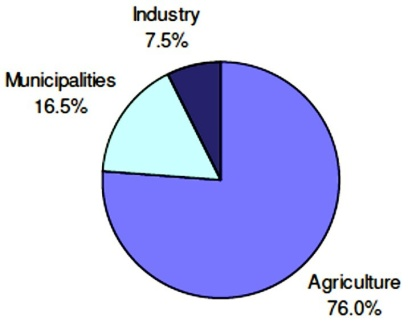 Industry
7.5%
Municipalities
16.5%
Agriculture
76.0%